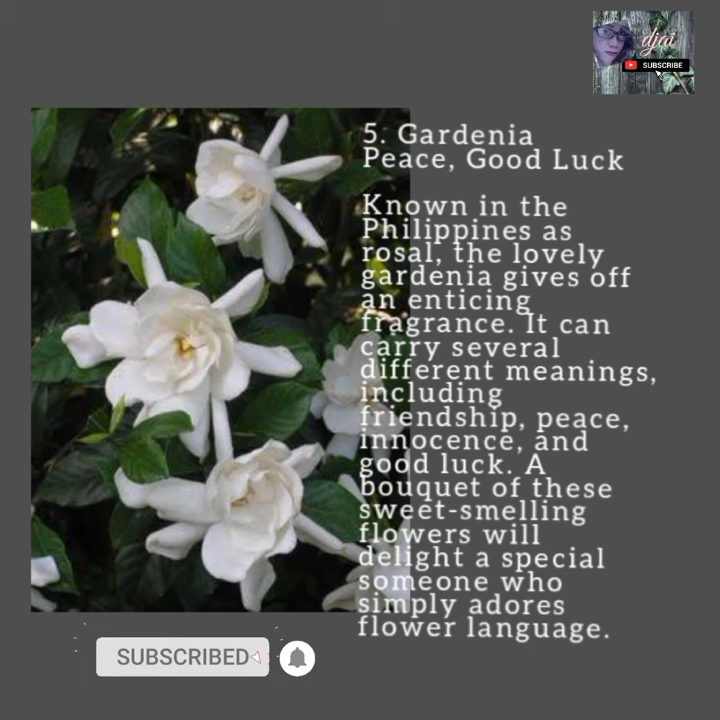 djai
SUBSCRIBE
5. Gardenia
Peace, Good Luck
Known in the
Philippines as
rosal, the lovely
gardenia gives off
an enticing
fragrance. It can
carry several
different meanings,
including
friendship, peace,
innocence, and
good luck. A
bouquet of these
sweet-smelling
flowers will
delight a special
someone who
simply adores
flower language.
SUBSCRIBED